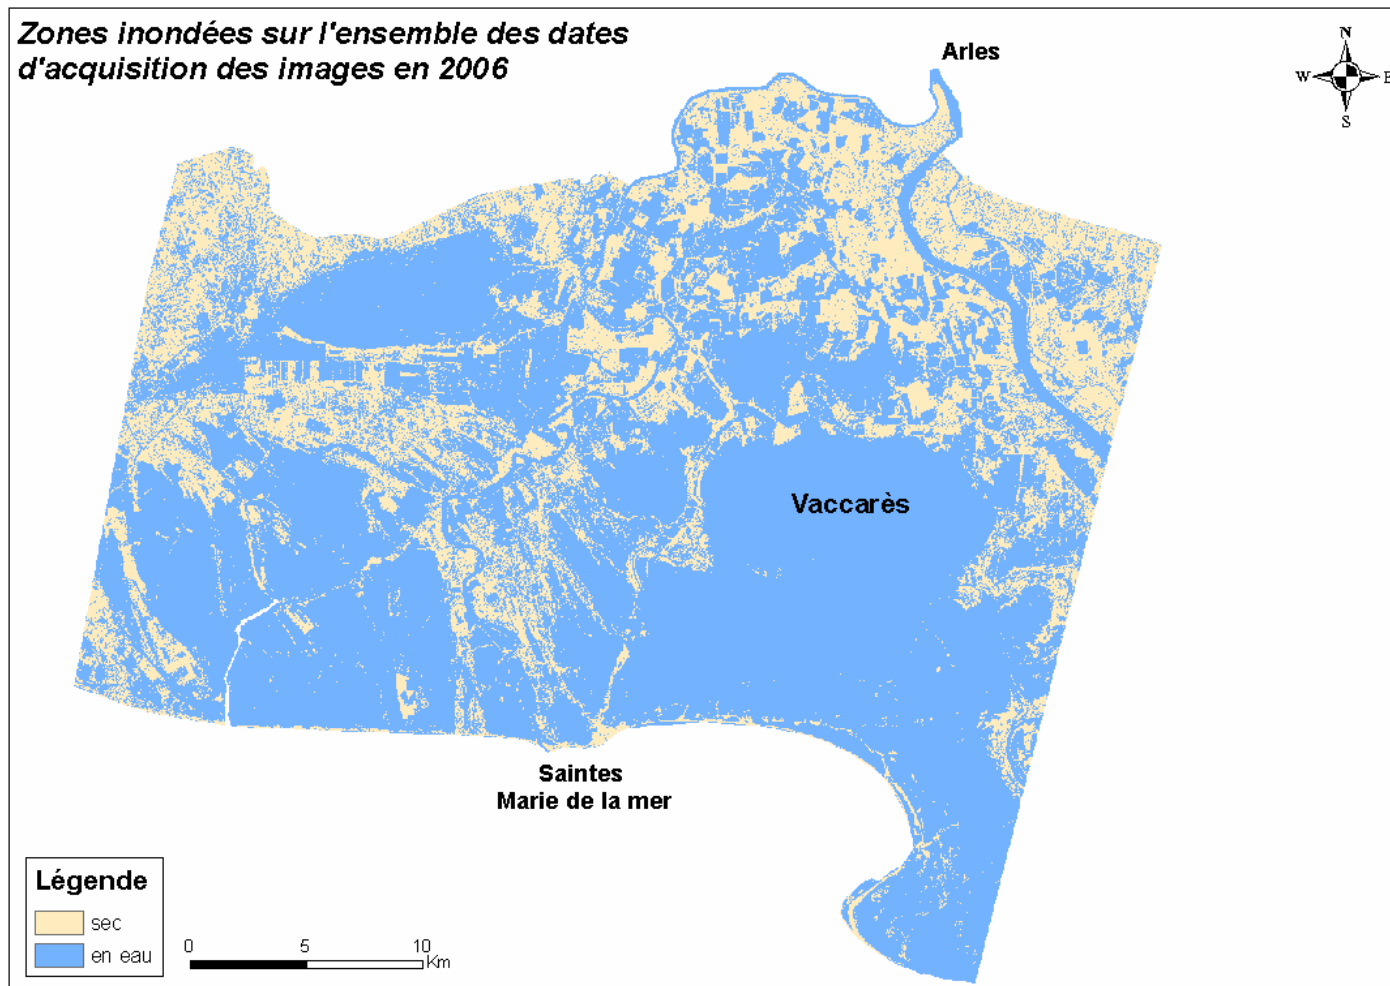 Zones inondées sur l'ensemble des dates
d'acquisition des images en 2006
Arles
N
W E
S
Vaccarès
Saintes
Marie de la mer
Légende
sec
en eau
0 5 10
Km